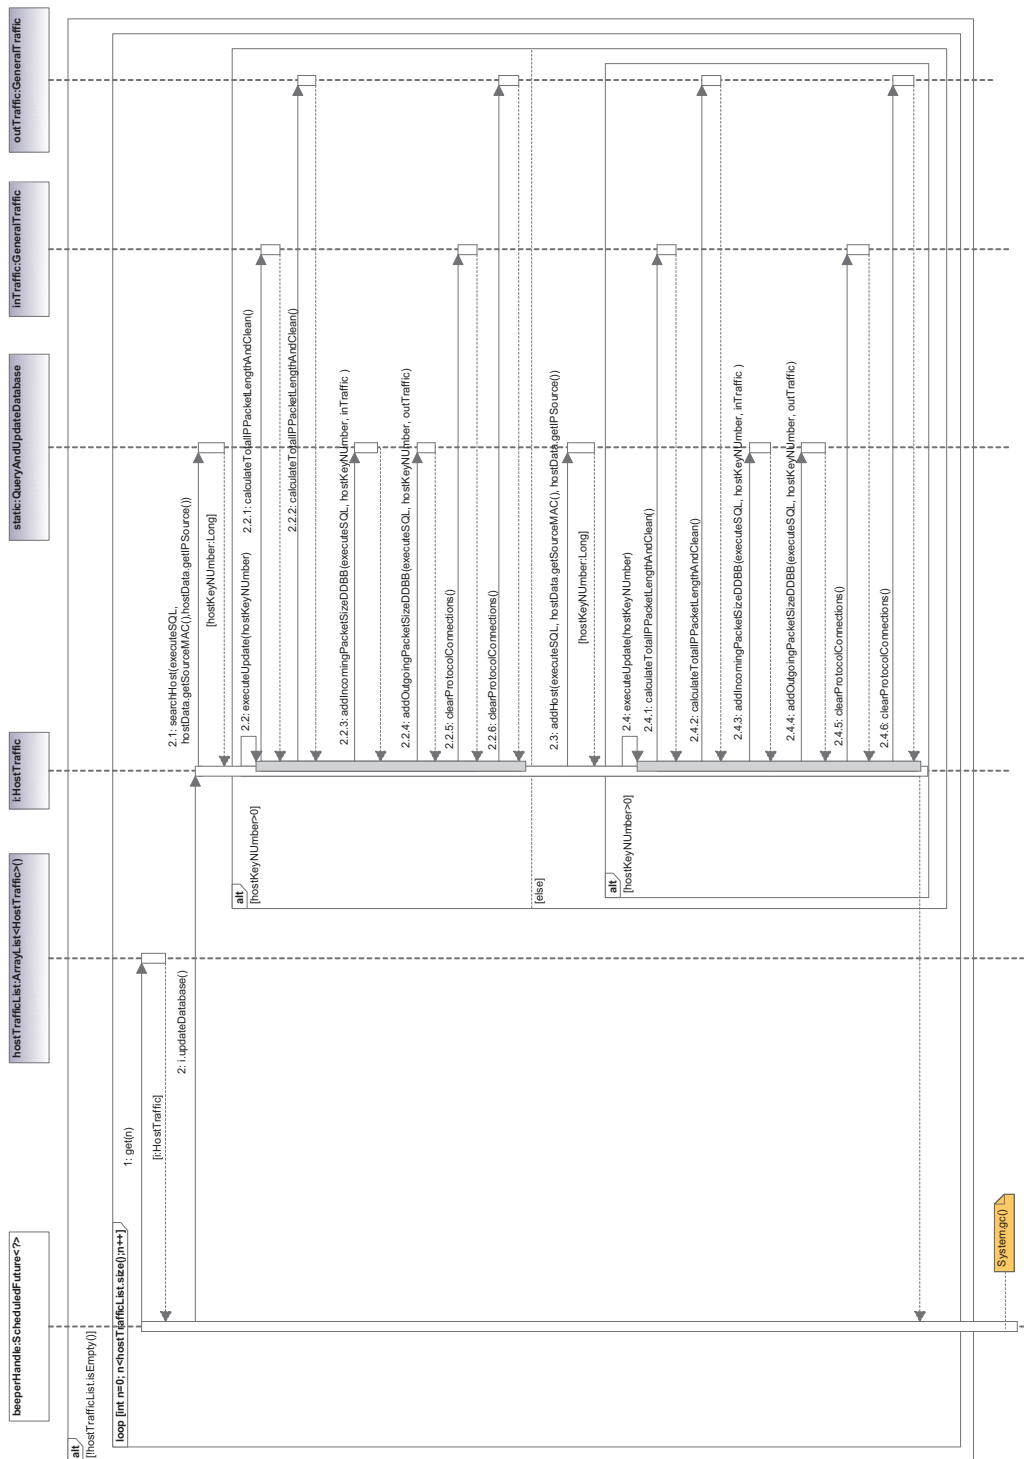 beeperHandle:ScheduledFuture<?>
hostTrafficList:ArrayList<HostTraffic>()
i:HostTraffic
static:QueryAndUpdateDatabase
inTraffic:GeneralTraffic
outTraffic:GeneralTraffic
alt
[!hostTrafficList.isEmpty()]
loop [int n=0; n<hostTrafficList.size();n++]
1: get(n)
[i:HostTraffic]
2: i.updateDatabase()
2.1: searchHost(executeSQL,
hostData.getSourceMAC(),hostData.getIPSource())
[hostKeyNUmber:Long]
alt
[hostKeyNUmber>0]
2.2: executeUpdate(hostKeyNUmber)
2.2.1: calculateTotalIPPacketLengthAndClean()
2.2.2: calculateTotalIPPacketLengthAndClean()
2.2.3: addIncomingPacketSizeDDBB(executeSQL, hostKeyNUmber, inTraffic )
2.2.4: addOutgoingPacketSizeDDBB(executeSQL, hostKeyNUmber, outTraffic)
2.2.5: clearProtocolConnections()
2.2.6: clearProtocolConnections()
[else]
2.3: addHost(executeSQL, hostData.getSourceMAC(), hostData.getIPSource())
[hostKeyNUmber:Long]
alt
[hostKeyNUmber>0]
2.4: executeUpdate(hostKeyNUmber)
2.4.1: calculateTotalIPPacketLengthAndClean()
2.4.2: calculateTotalIPPacketLengthAndClean()
2.4.3: addIncomingPacketSizeDDBB(executeSQL, hostKeyNUmber, inTraffic )
2.4.4: addOutgoingPacketSizeDDBB(executeSQL, hostKeyNUmber, outTraffic)
2.4.5: clearProtocolConnections()
2.4.6: clearProtocolConnections()
System.gc()